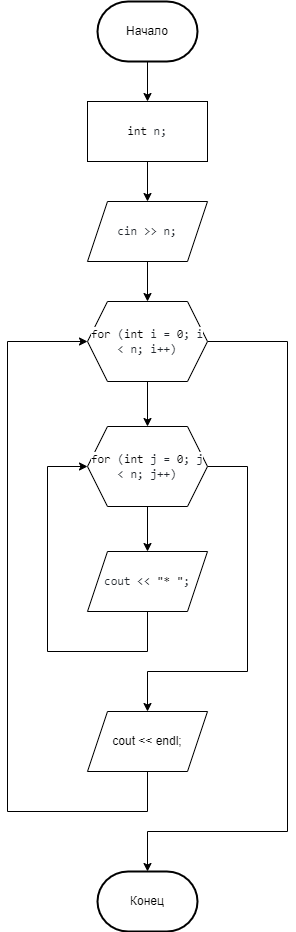 Начало
int n;
cin >> n;
for (int i = 0; i
< n; i++)
for (int j = 0; j
< n; j++)
cout << "* ";
cout << endl;
Конец